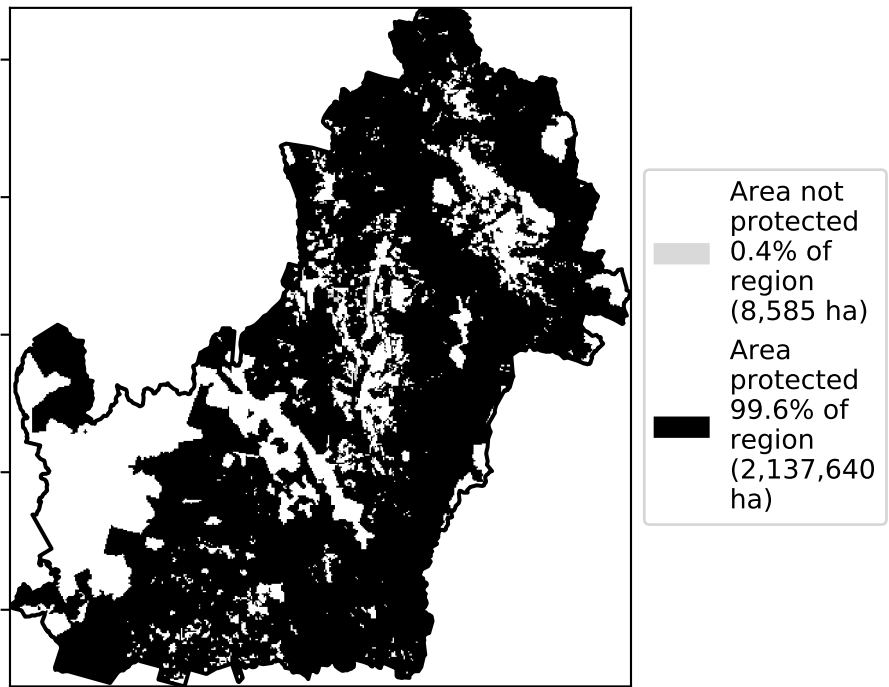 Area not
protected
0.4% of
region
(8,585 ha)
Area
protected
99.6% of
region
(2,137,640
ha)